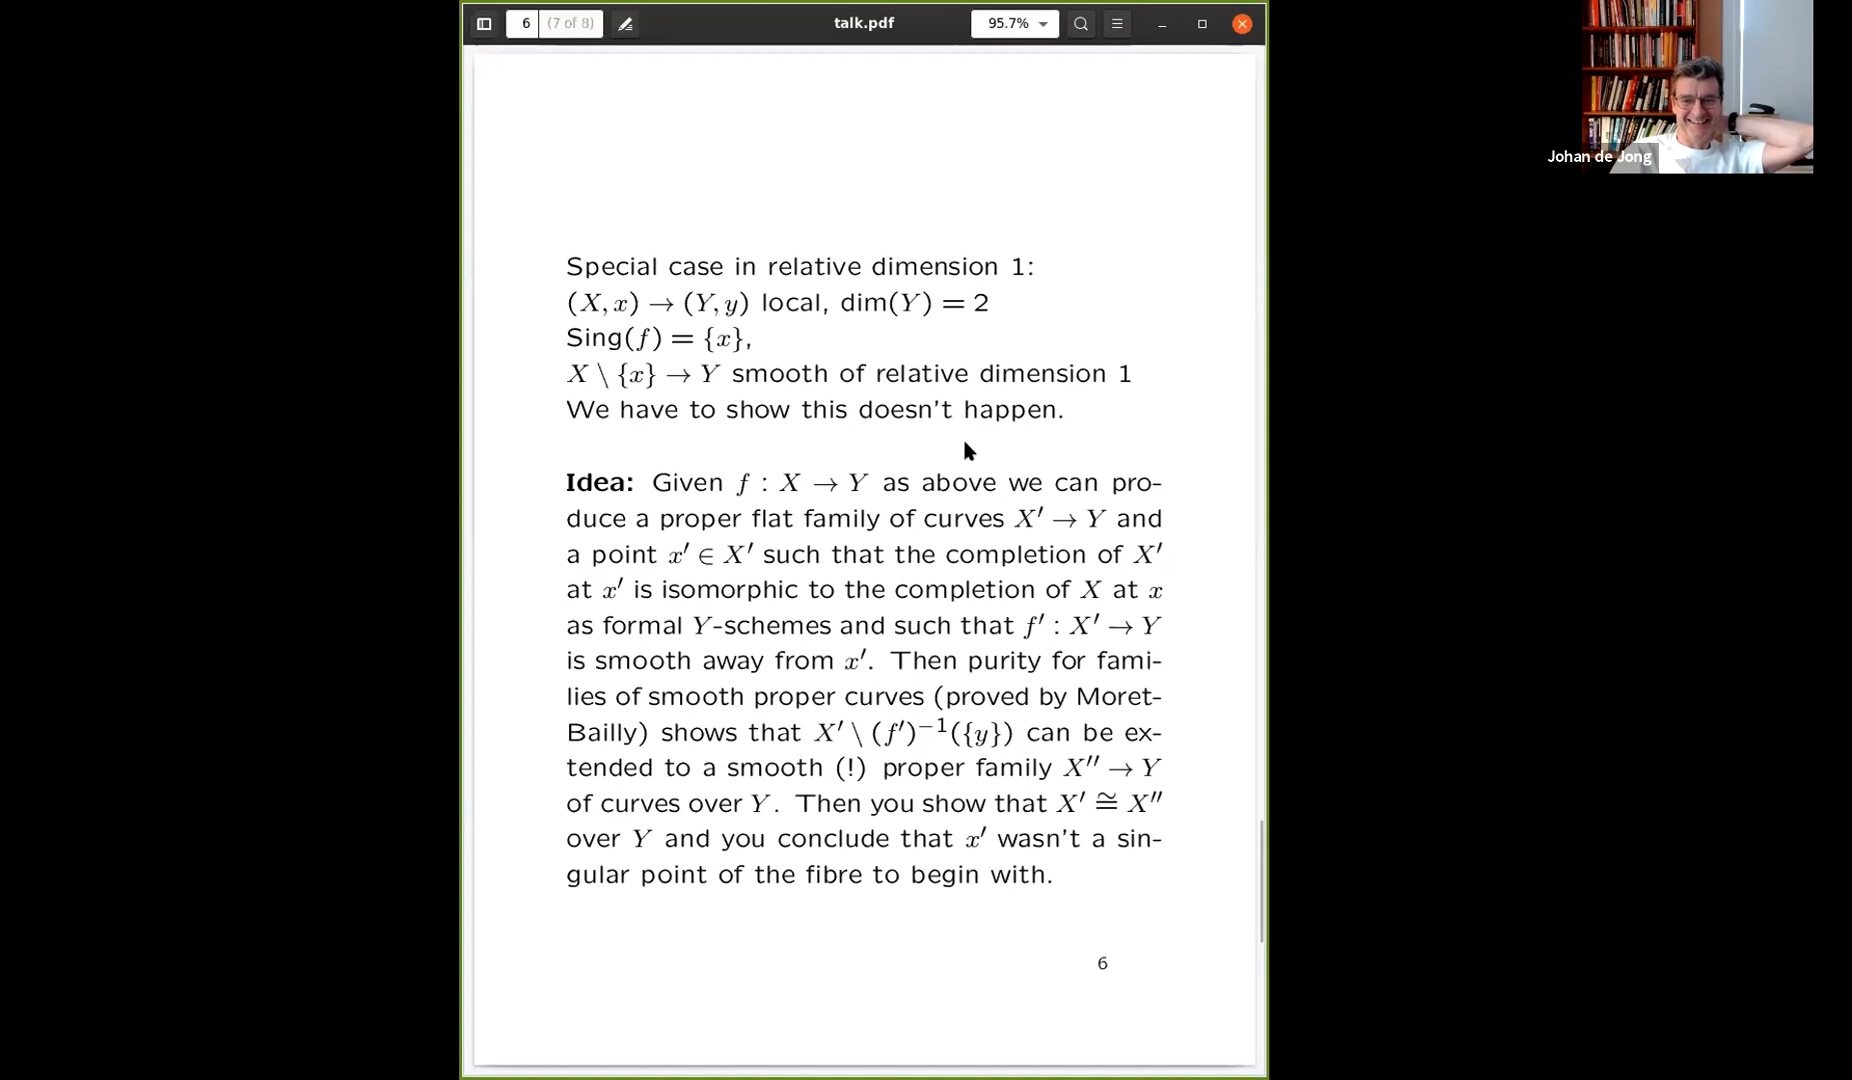 6 (7 of 8) talk.pdf 95.7%
Johan de Jong
Special case in relative dimension 1:
(X, x) → (Y, y) local, dim(Y) = 2
Sing(f) = {x},
X \ {x} → Y smooth of relative dimension 1
We have to show this doesn't happen.
Idea: Given f : X → Y as above we can pro-
duce a proper flat family of curves X′ → Y and
a point x′ ∈ X′ such that the completion of X′
at x′ is isomorphic to the completion of X at x
as formal Y-schemes and such that f′ : X′ → Y
is smooth away from x′. Then purity for fami-
lies of smooth proper curves (proved by Moret-
Bailly) shows that X′ \ (f′)⁻¹({y}) can be ex-
tended to a smooth (!) proper family X′′ → Y
of curves over Y. Then you show that X′ ≅ X′′
over Y and you conclude that x′ wasn't a sin-
gular point of the fibre to begin with.
6